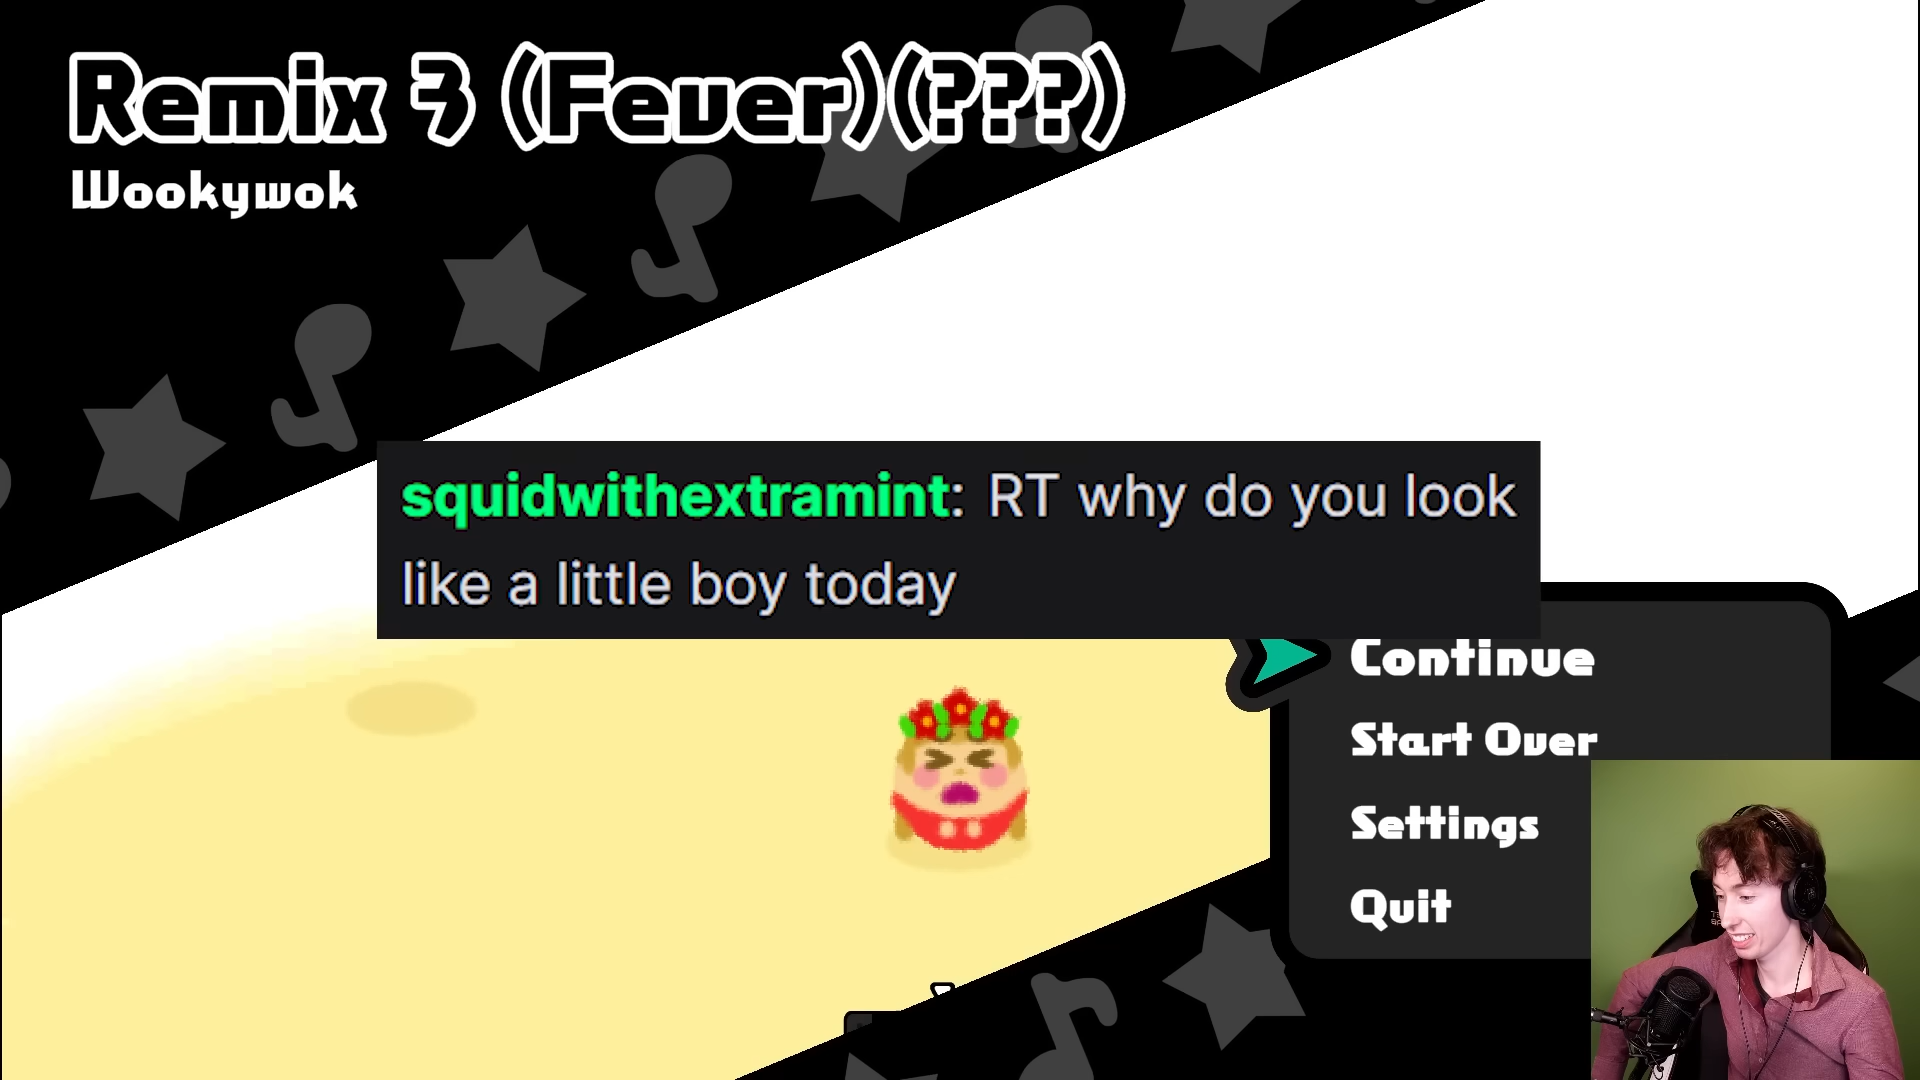 Remix 3 (Fever)(???)
Wookywok
squidwithextramint: RT why do you look
like a little boy today
Continue
Start Over
Settings
Quit